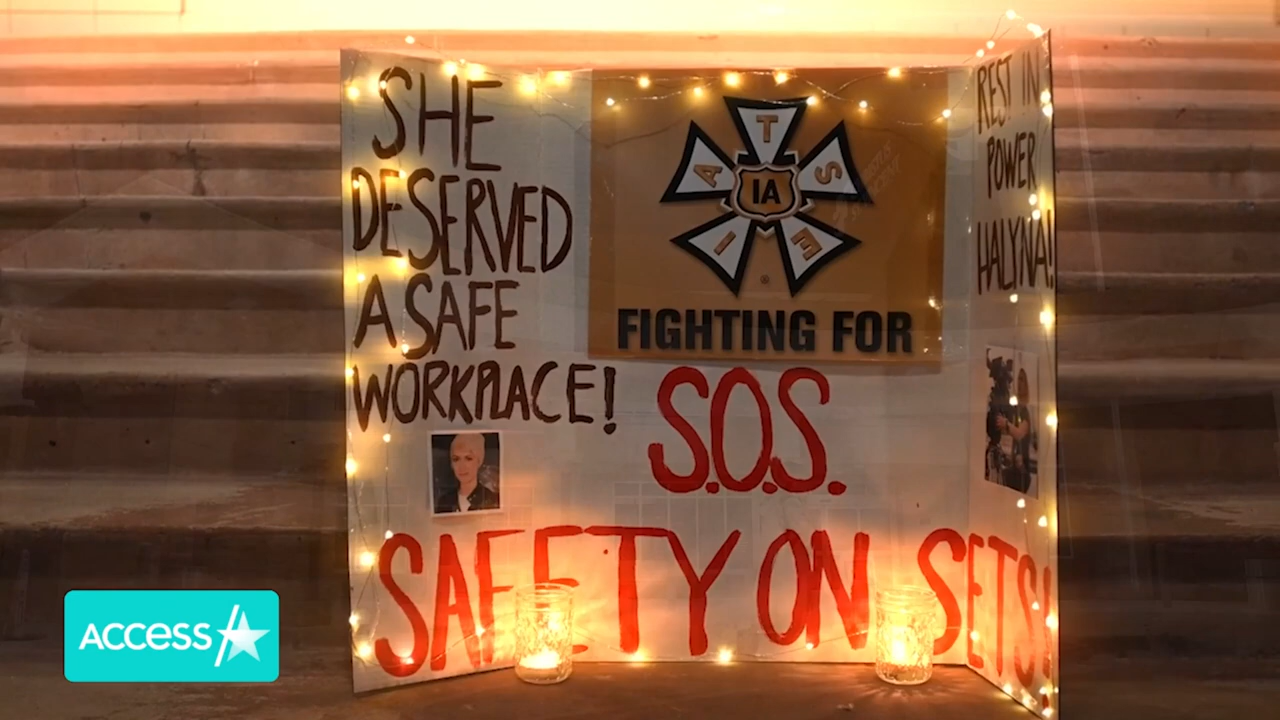 SHE
DESERVED
A SAFE
WORKPLACE!
I A T S E
IA
®
FIGHTING FOR
S.O.S.
SAFETY ON SETS!
REST IN
POWER
HALYNA!
ACCESS